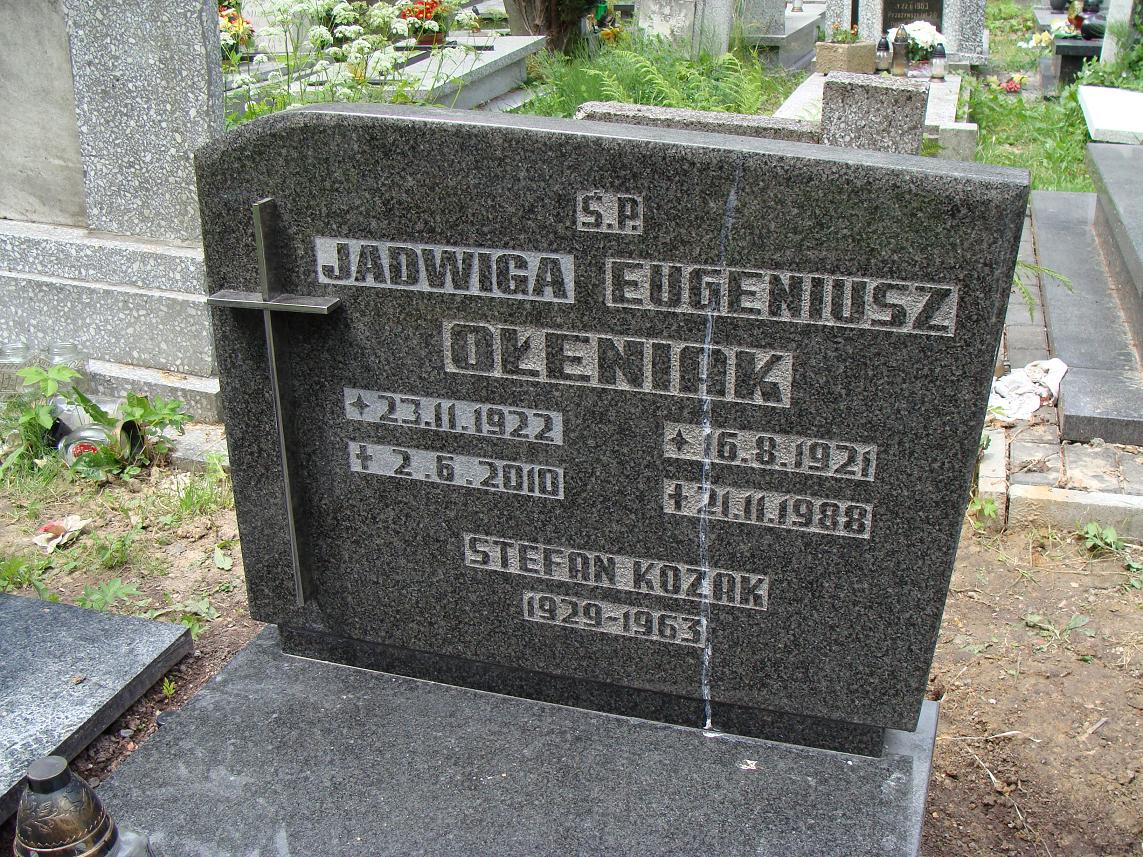 Ś.P.
JADWIGA EUGENIUSZ
OŁENIAK
✦ 23.11.1922
✝ 2.6.2010
✦ 16.8.1921
✝ 21.11.1988
STEFAN KOZAK
1929-1963